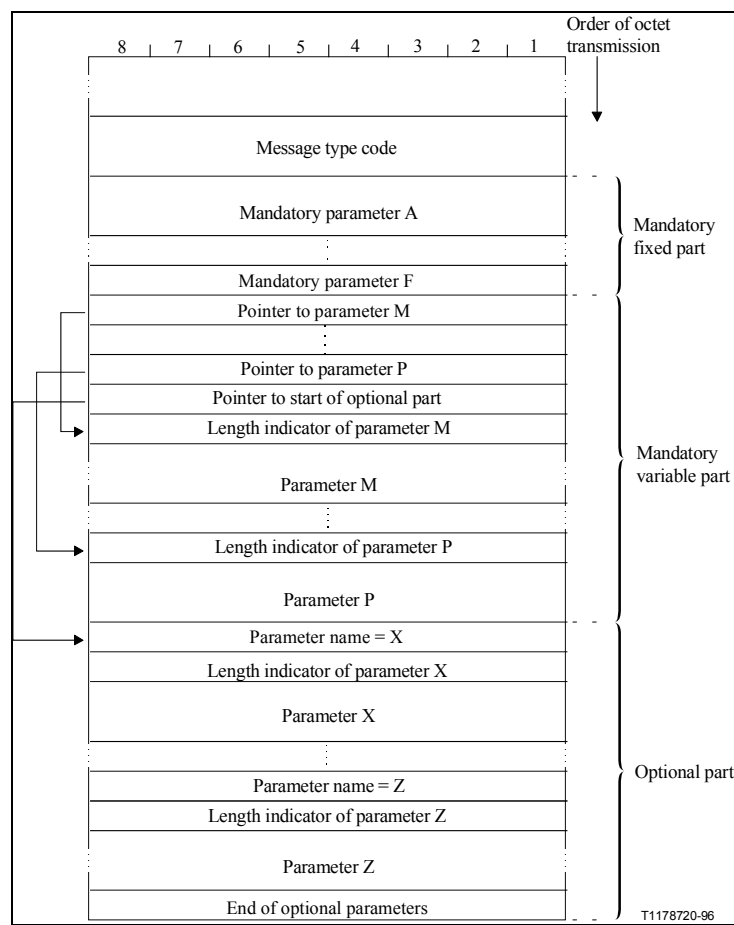 Order of octet
transmission
8 7 6 5 4 3 2 1
Message type code
Mandatory parameter A
Mandatory
fixed part
Mandatory parameter F
Pointer to parameter M
Pointer to parameter P
Pointer to start of optional part
Length indicator of parameter M
Mandatory
variable part
Parameter M
Length indicator of parameter P
Parameter P
Parameter name = X
Length indicator of parameter X
Parameter X
Optional part
Parameter name = Z
Length indicator of parameter Z
Parameter Z
End of optional parameters
T1178720-96